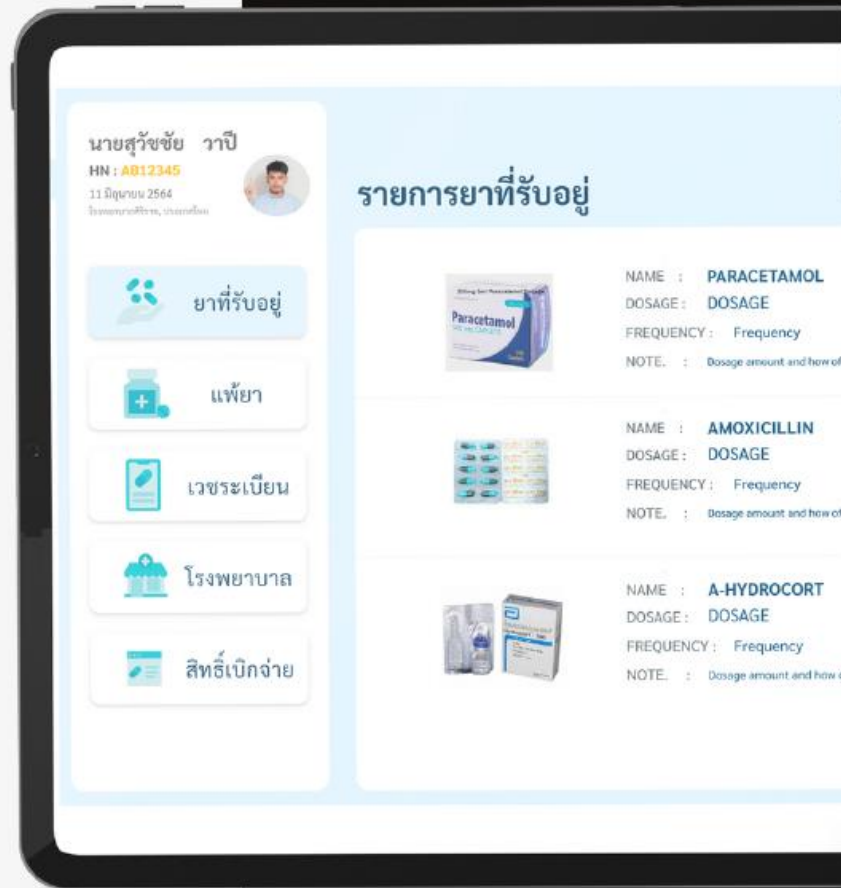 นายสุวัชชัย วาปี
HN : AB12345
11 มิถุนายน 2564
ยาที่รับอยู่
แพ้ยา
เวชระเบียน
โรงพยาบาล
สิทธิ์เบิกจ่าย
รายการยาที่รับอยู่
NAME : PARACETAMOL
DOSAGE : DOSAGE
FREQUENCY : Frequency
NOTE. : Dosage amount and how of
Paracetamol
NAME : AMOXICILLIN
DOSAGE : DOSAGE
FREQUENCY : Frequency
NOTE. : Dosage amount and how of
NAME : A-HYDROCORT
DOSAGE : DOSAGE
FREQUENCY : Frequency
NOTE. : Dosage amount and how